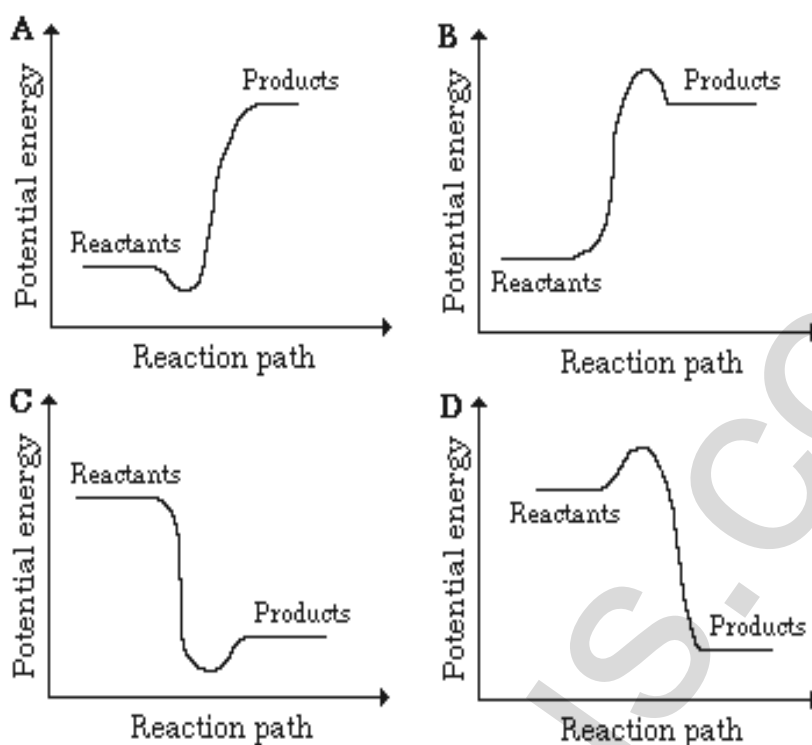 A
Potential energy
Reactants
Products
Reaction path
B
Potential energy
Reactants
Products
Reaction path
C
Potential energy
Reactants
Products
Reaction path
D
Potential energy
Reactants
Products
Reaction path